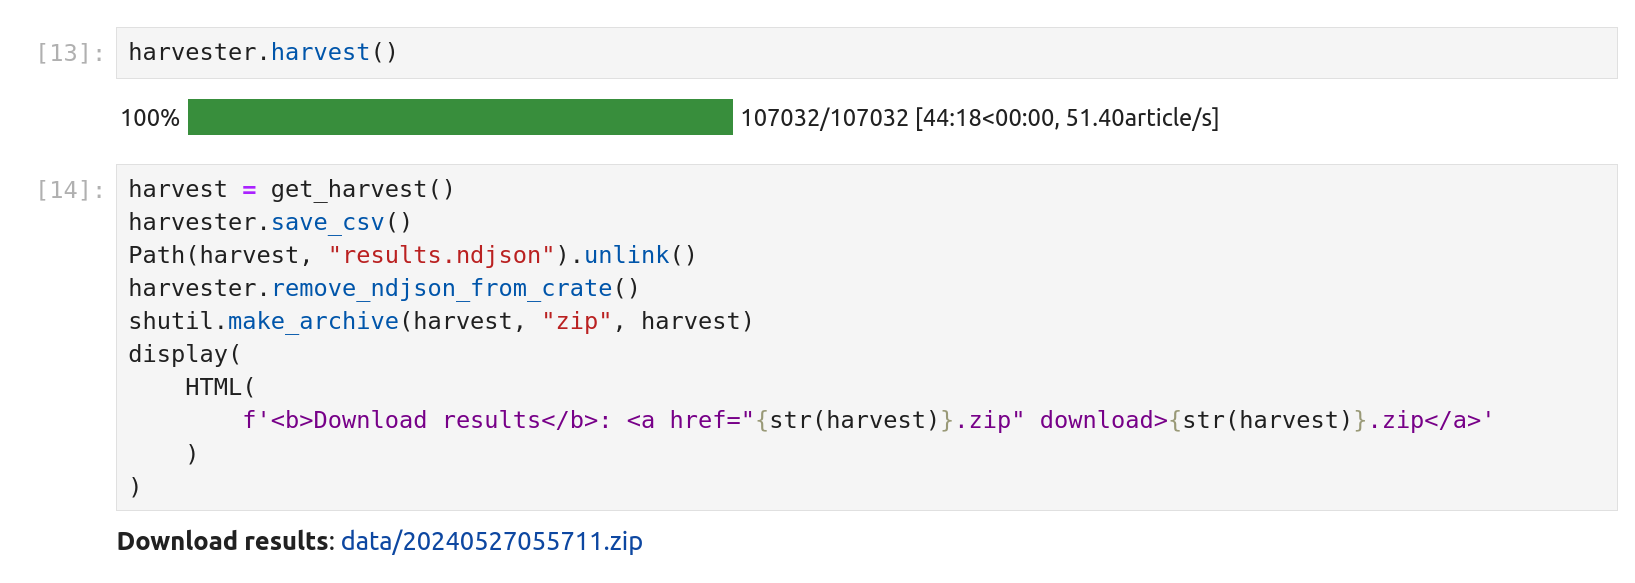 [13]: harvester.harvest()
100% 107032/107032 [44:18<00:00, 51.40article/s]
[14]: harvest = get_harvest()
harvester.save_csv()
Path(harvest, "results.ndjson").unlink()
harvester.remove_ndjson_from_crate()
shutil.make_archive(harvest, "zip", harvest)
display(
    HTML(
        f'<b>Download results</b>: <a href="{str(harvest)}.zip" download>{str(harvest)}.zip</a>'
    )
)
Download results: data/20240527055711.zip